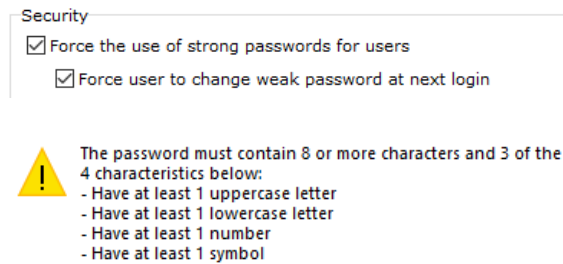 Security
Force the use of strong passwords for users
Force user to change weak password at next login
The password must contain 8 or more characters and 3 of the
4 characteristics below:
- Have at least 1 uppercase letter
- Have at least 1 lowercase letter
- Have at least 1 number
- Have at least 1 symbol